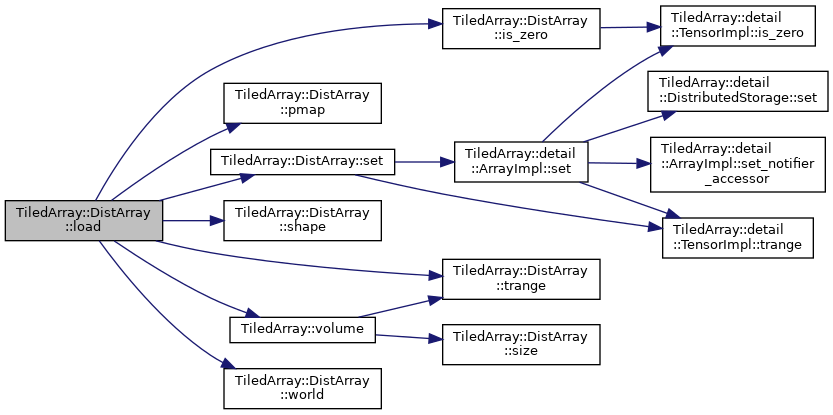 TiledArray::DistArray
::load
TiledArray::DistArray
::is_zero
TiledArray::detail
::TensorImpl::is_zero
TiledArray::DistArray
::pmap
TiledArray::DistArray::set
TiledArray::detail
::ArrayImpl::set
TiledArray::detail
::DistributedStorage::set
TiledArray::detail
::ArrayImpl::set_notifier
_accessor
TiledArray::detail
::TensorImpl::trange
TiledArray::DistArray
::shape
TiledArray::DistArray
::trange
TiledArray::volume
TiledArray::DistArray
::size
TiledArray::DistArray
::world